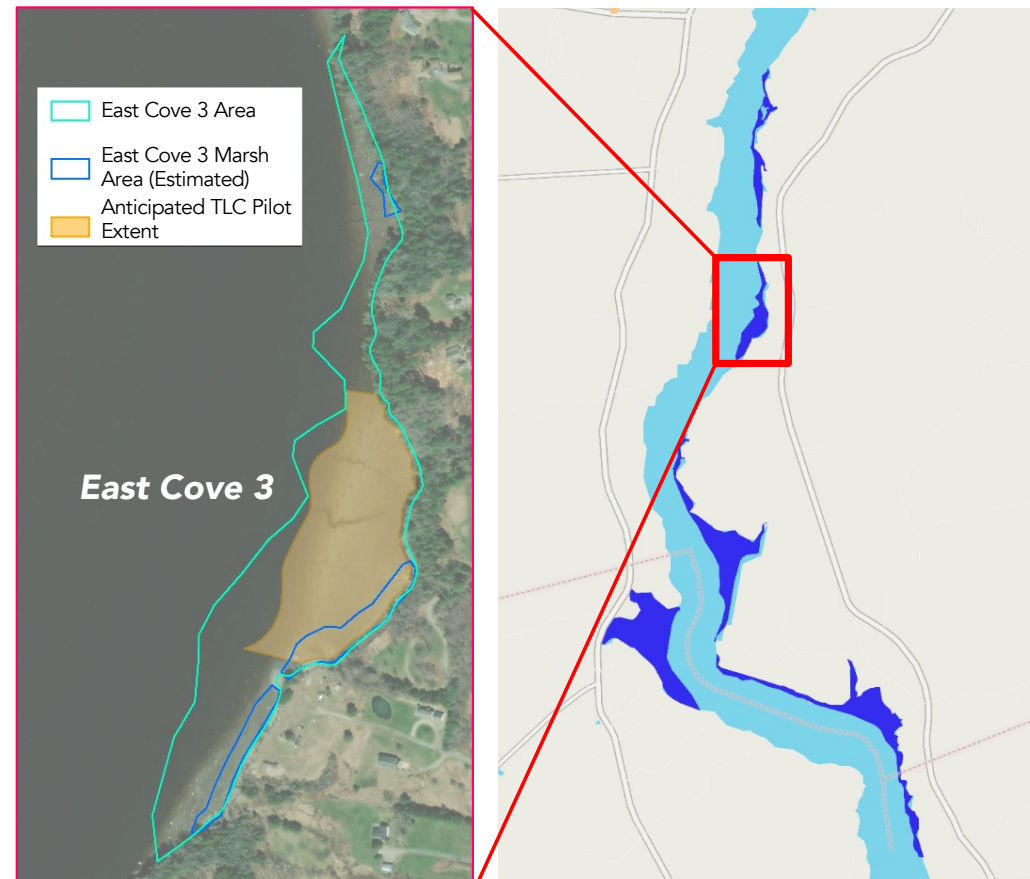 East Cove 3 Area
East Cove 3 Marsh
Area (Estimated)
Anticipated TLC Pilot
Extent
East Cove 3